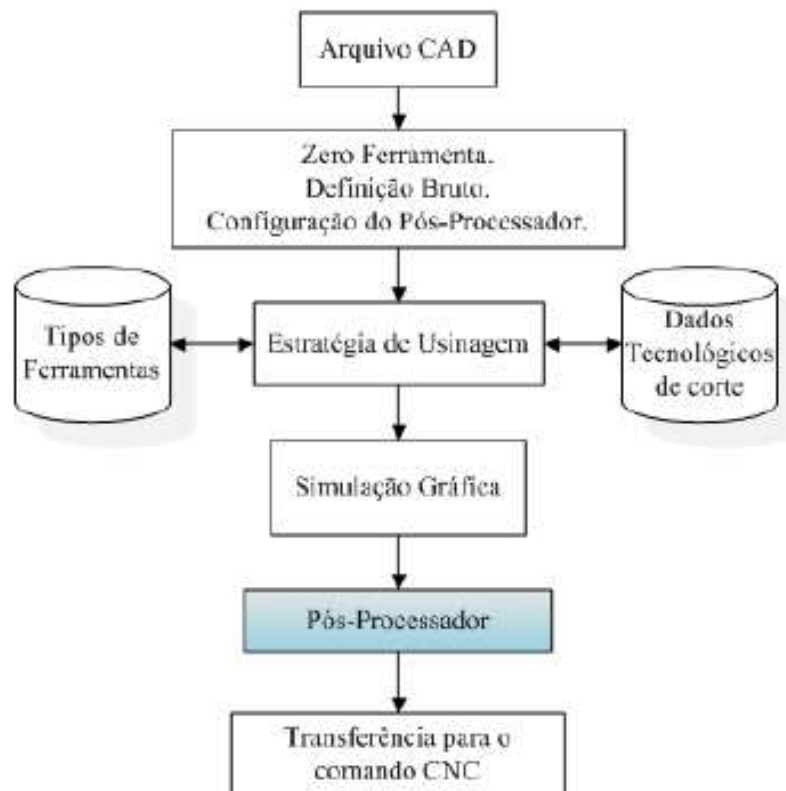 Arquivo CAD
Zero Ferramenta.
Definição Bruto.
Configuração do Pós-Processador.
Tipos de
Ferramentas
Estratégia de Usinagem
Dados
Tecnológicos
de corte
Simulação Gráfica
Pós-Processador
Transferência para o
comando CNC